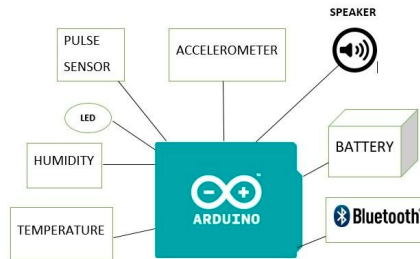 SPEAKER
PULSE
SENSOR
ACCELEROMETER
LED
HUMIDITY
BATTERY
ARDUINO
TEMPERATURE
Bluetooth